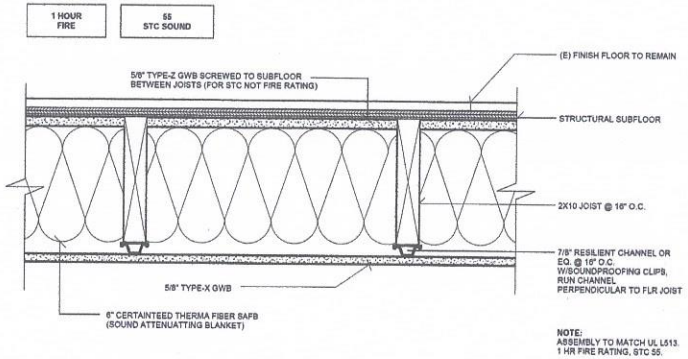 1 HOUR
FIRE
55
STC SOUND
(E) FINISH FLOOR TO REMAIN
5/8" TYPE-Z GWB SCREWED TO SUBFLOOR
BETWEEN JOISTS (FOR STC NOT FIRE RATING)
STRUCTURAL SUBFLOOR
2X10 JOIST @ 16" O.C.
7/8" RESILIENT CHANNEL OR
EQ. @ 16" O.C.
W/SOUNDPROOFING CLIPS,
RUN CHANNEL
PERPENDICULAR TO FLR JOIST
5/8" TYPE-X GWB
6" CERTAINTEED THERMA FIBER SAFB
(SOUND ATTENUATTING BLANKET)
NOTE:
ASSEMBLY TO MATCH UL L513.
1 HR FIRE RATING, STC 55.